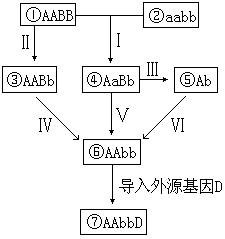 ①AABB ②aabb
Ⅱ Ⅰ
③AABb ④AaBb Ⅲ ⑤Ab
Ⅳ Ⅴ Ⅵ
⑥AAbb
导入外源基因D
⑦AAbbD